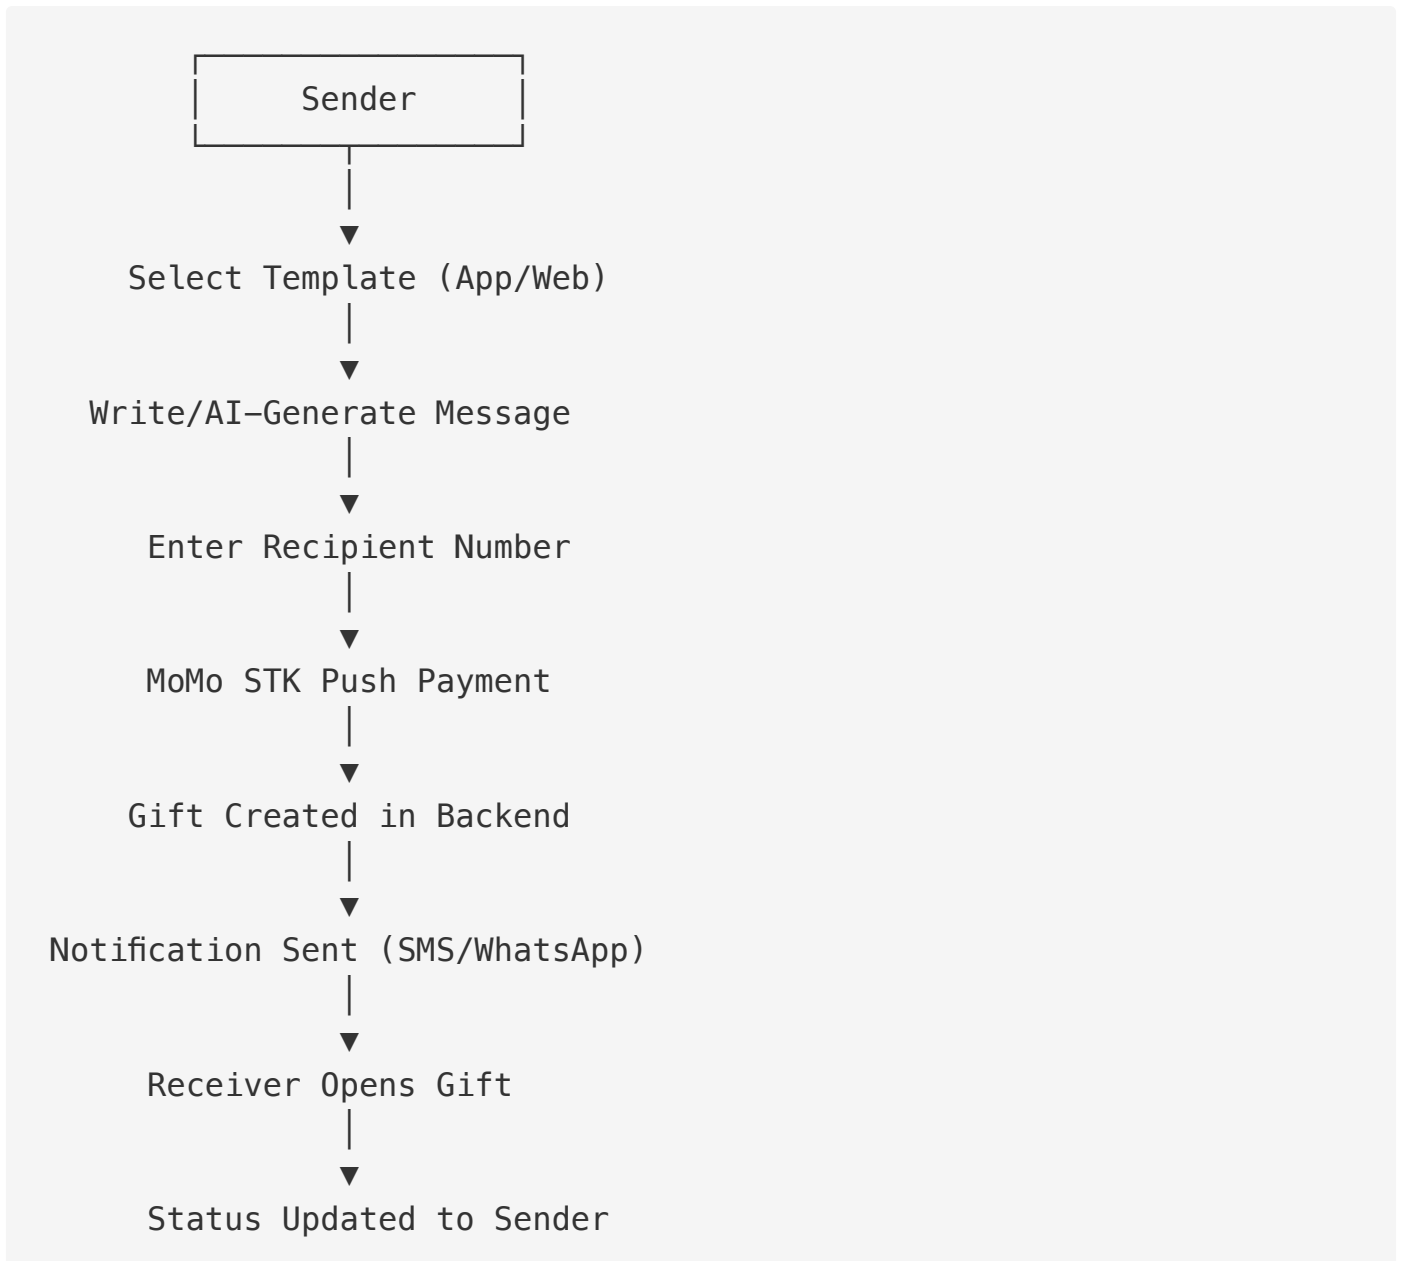 Sender
Select Template (App/Web)
Write/AI–Generate Message
Enter Recipient Number
MoMo STK Push Payment
Gift Created in Backend
Notification Sent (SMS/WhatsApp)
Receiver Opens Gift
Status Updated to Sender